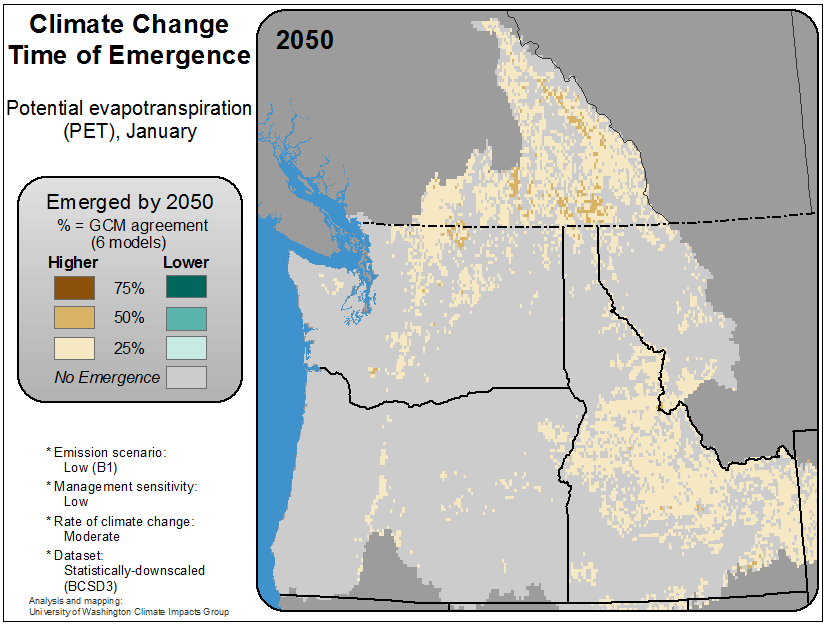 Climate Change
Time of Emergence
Potential evapotranspiration
(PET), January
Emerged by 2050
% = GCM agreement
(6 models)
Higher Lower
75%
50%
25%
No Emergence
* Emission scenario:
Low (B1)
* Management sensitivity:
Low
* Rate of climate change:
Moderate
* Dataset:
Statistically-downscaled
(BCSD3)
Analysis and mapping:
University of Washington Climate Impacts Group
2050